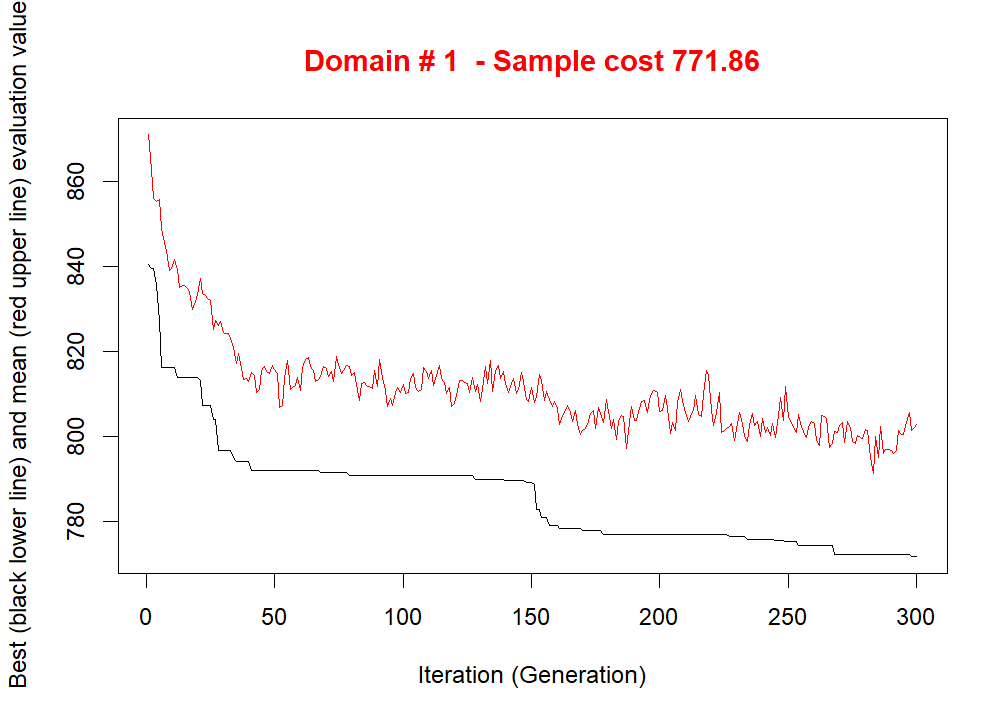 Domain # 1  - Sample cost 771.86
Best (black lower line) and mean (red upper line) evaluation value
860
840
820
800
780
0 50 100 150 200 250 300
Iteration (Generation)